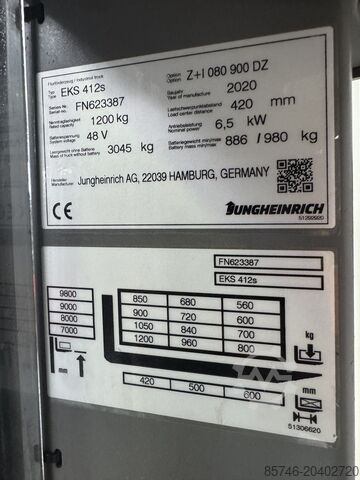 Flurförderzeug / Industrial truck
Typ Type EKS 412s
Option Option Z+I 080 900 DZ
Serien Nr. Serial Nr. FN623387
Baujahr Year of manufacture 2020
Nenntragfähigkeit Rated capacity 1200 kg
Lastschwerpunktabstand Load center distance 420 mm
Batteriespannung System voltage 48 V
Antriebsleistung Nominal power 6,5 kW
Leergewicht ohne Batterie Mass of truck without battery 3045 kg
Batteriegewicht min/max Battery mass min/max 886 / 980 kg
Hersteller Manufacturer Jungheinrich AG, 22039 HAMBURG, GERMANY
CE
JUNGHEINRICH
51292920
FN623387
EKS 412s
9800 850 680 560
9000 900 720 600
8000 1050 840 700
7000 1200 960 800
kg
420 500 600 mm
51306620
85746-20402720